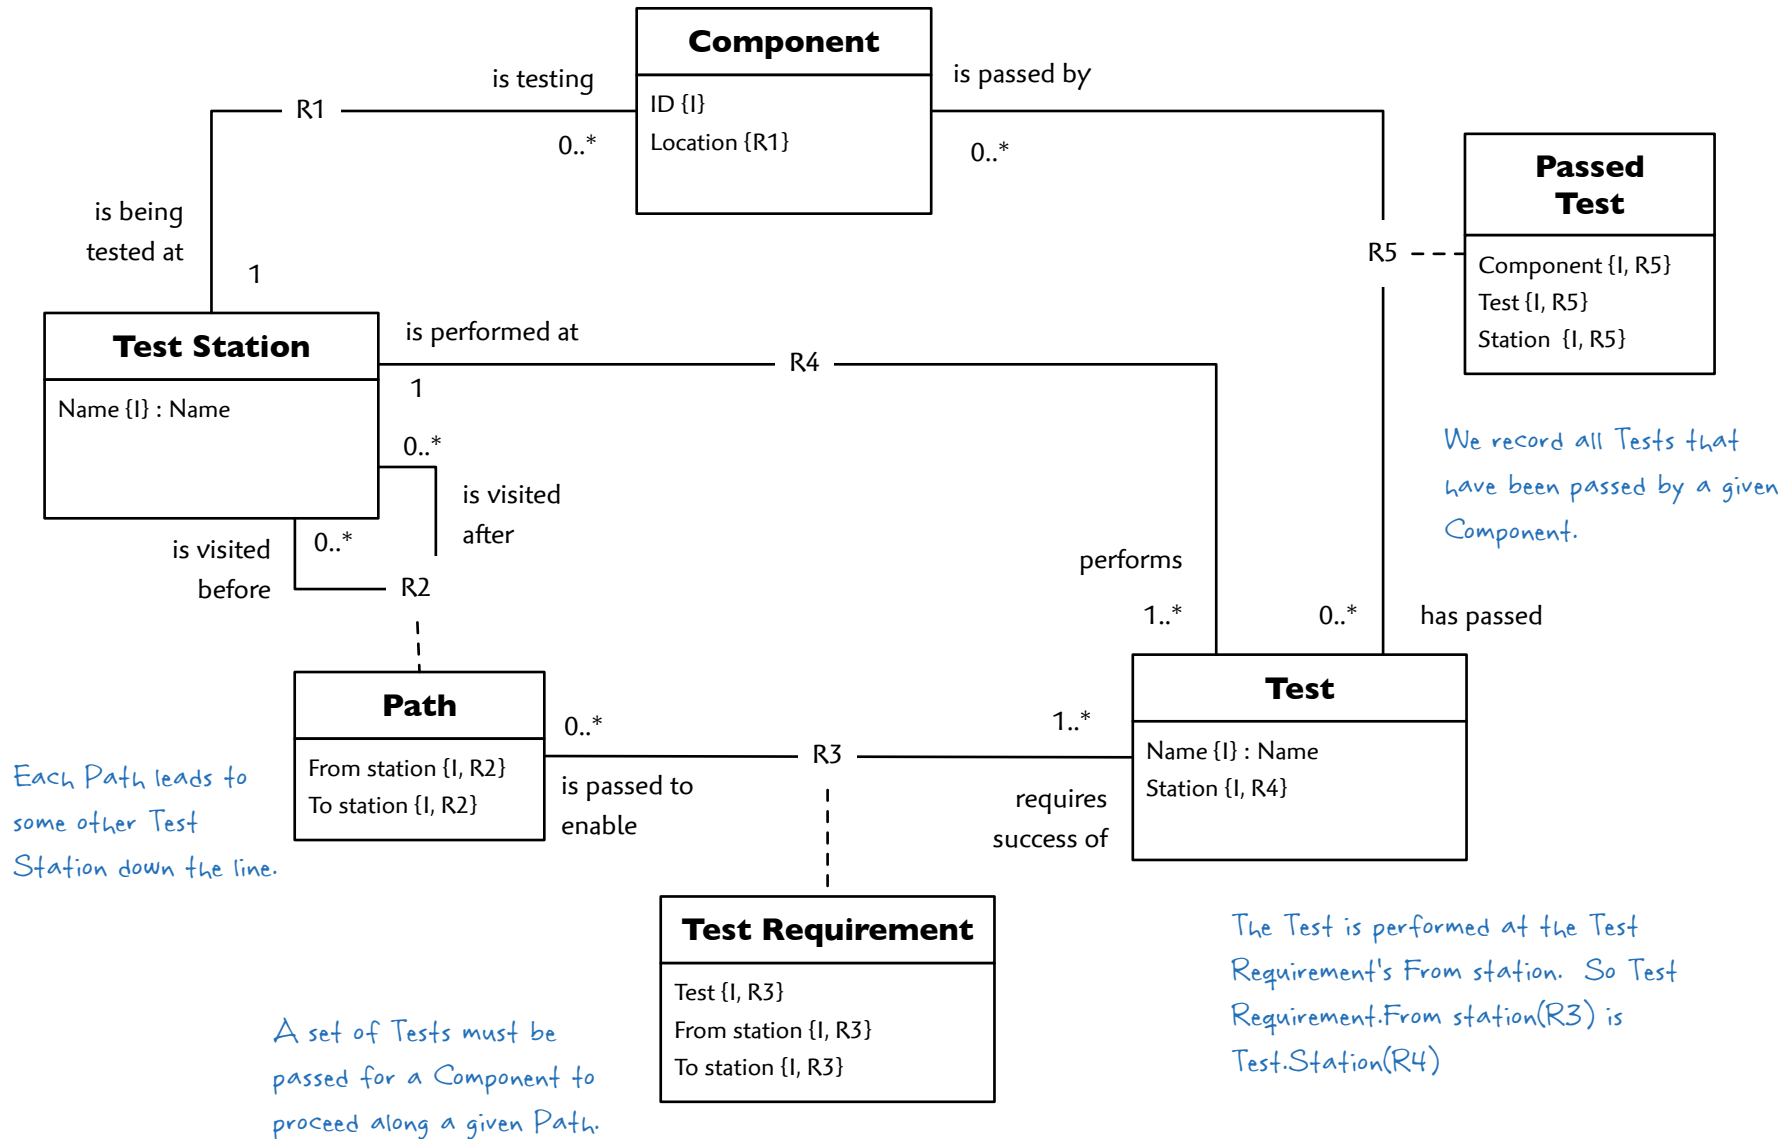 Component
ID {I}
Location {R1}
is testing
R1
0..*
is being
tested at
1
is passed by
0..*
R5
Passed
Test
Component {I, R5}
Test {I, R5}
Station {I, R5}
We record all Tests that
have been passed by a given
Component.
Test Station
Name {I} : Name
is performed at
1
R4
performs
1..*
0..*
has passed
0..*
is visited
after
0..*
is visited
before
R2
Path
From station {I, R2}
To station {I, R2}
Each Path leads to
some other Test
Station down the line.
0..*
is passed to
enable
R3
1..*
requires
success of
Test
Name {I} : Name
Station {I, R4}
Test Requirement
Test {I, R3}
From station {I, R3}
To station {I, R3}
A set of Tests must be
passed for a Component to
proceed along a given Path.
The Test is performed at the Test
Requirement's From station. So Test
Requirement.From station(R3) is
Test.Station(R4)